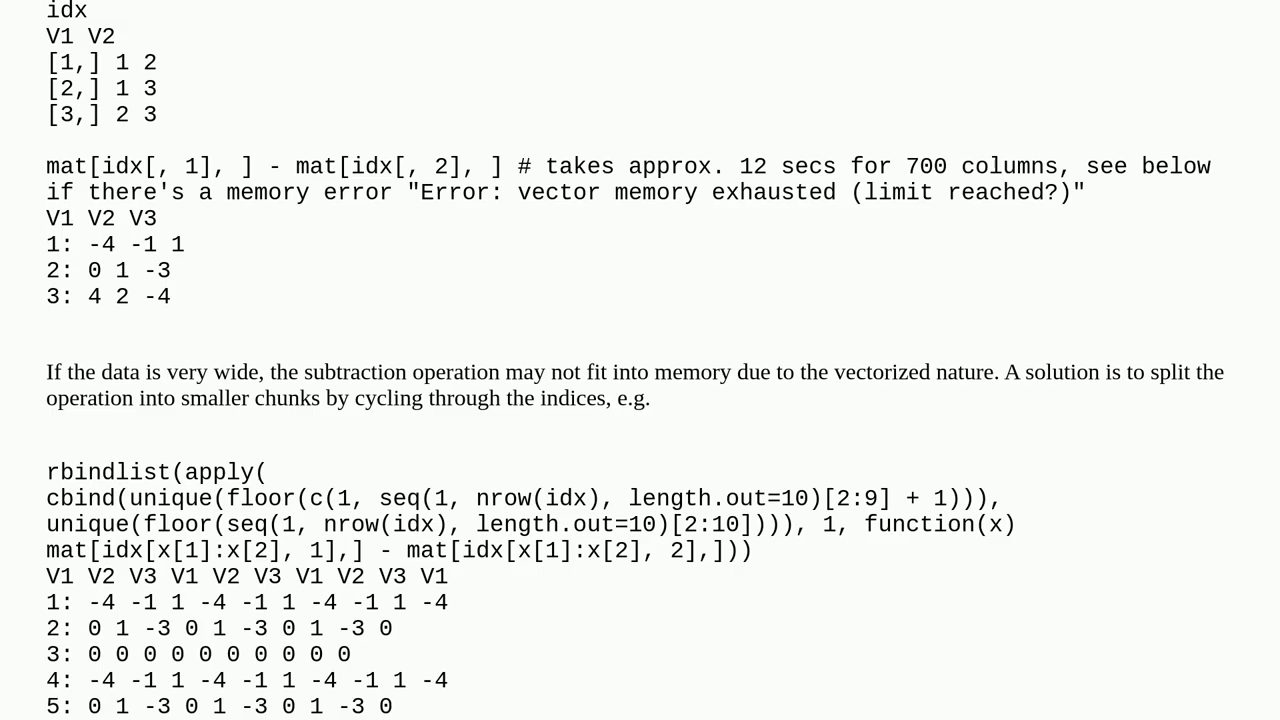 idx
V1 V2
[1,] 1 2
[2,] 1 3
[3,] 2 3
mat[idx[, 1], ] - mat[idx[, 2], ] # takes approx. 12 secs for 700 columns, see below
if there's a memory error "Error: vector memory exhausted (limit reached?)"
V1 V2 V3
1: -4 -1 1
2: 0 1 -3
3: 4 2 -4
If the data is very wide, the subtraction operation may not fit into memory due to the vectorized nature. A solution is to split the
operation into smaller chunks by cycling through the indices, e.g.
rbindlist(apply(
cbind(unique(floor(c(1, seq(1, nrow(idx), length.out=10)[2:9] + 1))),
unique(floor(seq(1, nrow(idx), length.out=10)[2:10]))), 1, function(x)
mat[idx[x[1]:x[2], 1],] - mat[idx[x[1]:x[2], 2],]))
V1 V2 V3 V1 V2 V3 V1 V2 V3 V1
1: -4 -1 1 -4 -1 1 -4 -1 1 -4
2: 0 1 -3 0 1 -3 0 1 -3 0
3: 0 0 0 0 0 0 0 0 0 0
4: -4 -1 1 -4 -1 1 -4 -1 1 -4
5: 0 1 -3 0 1 -3 0 1 -3 0